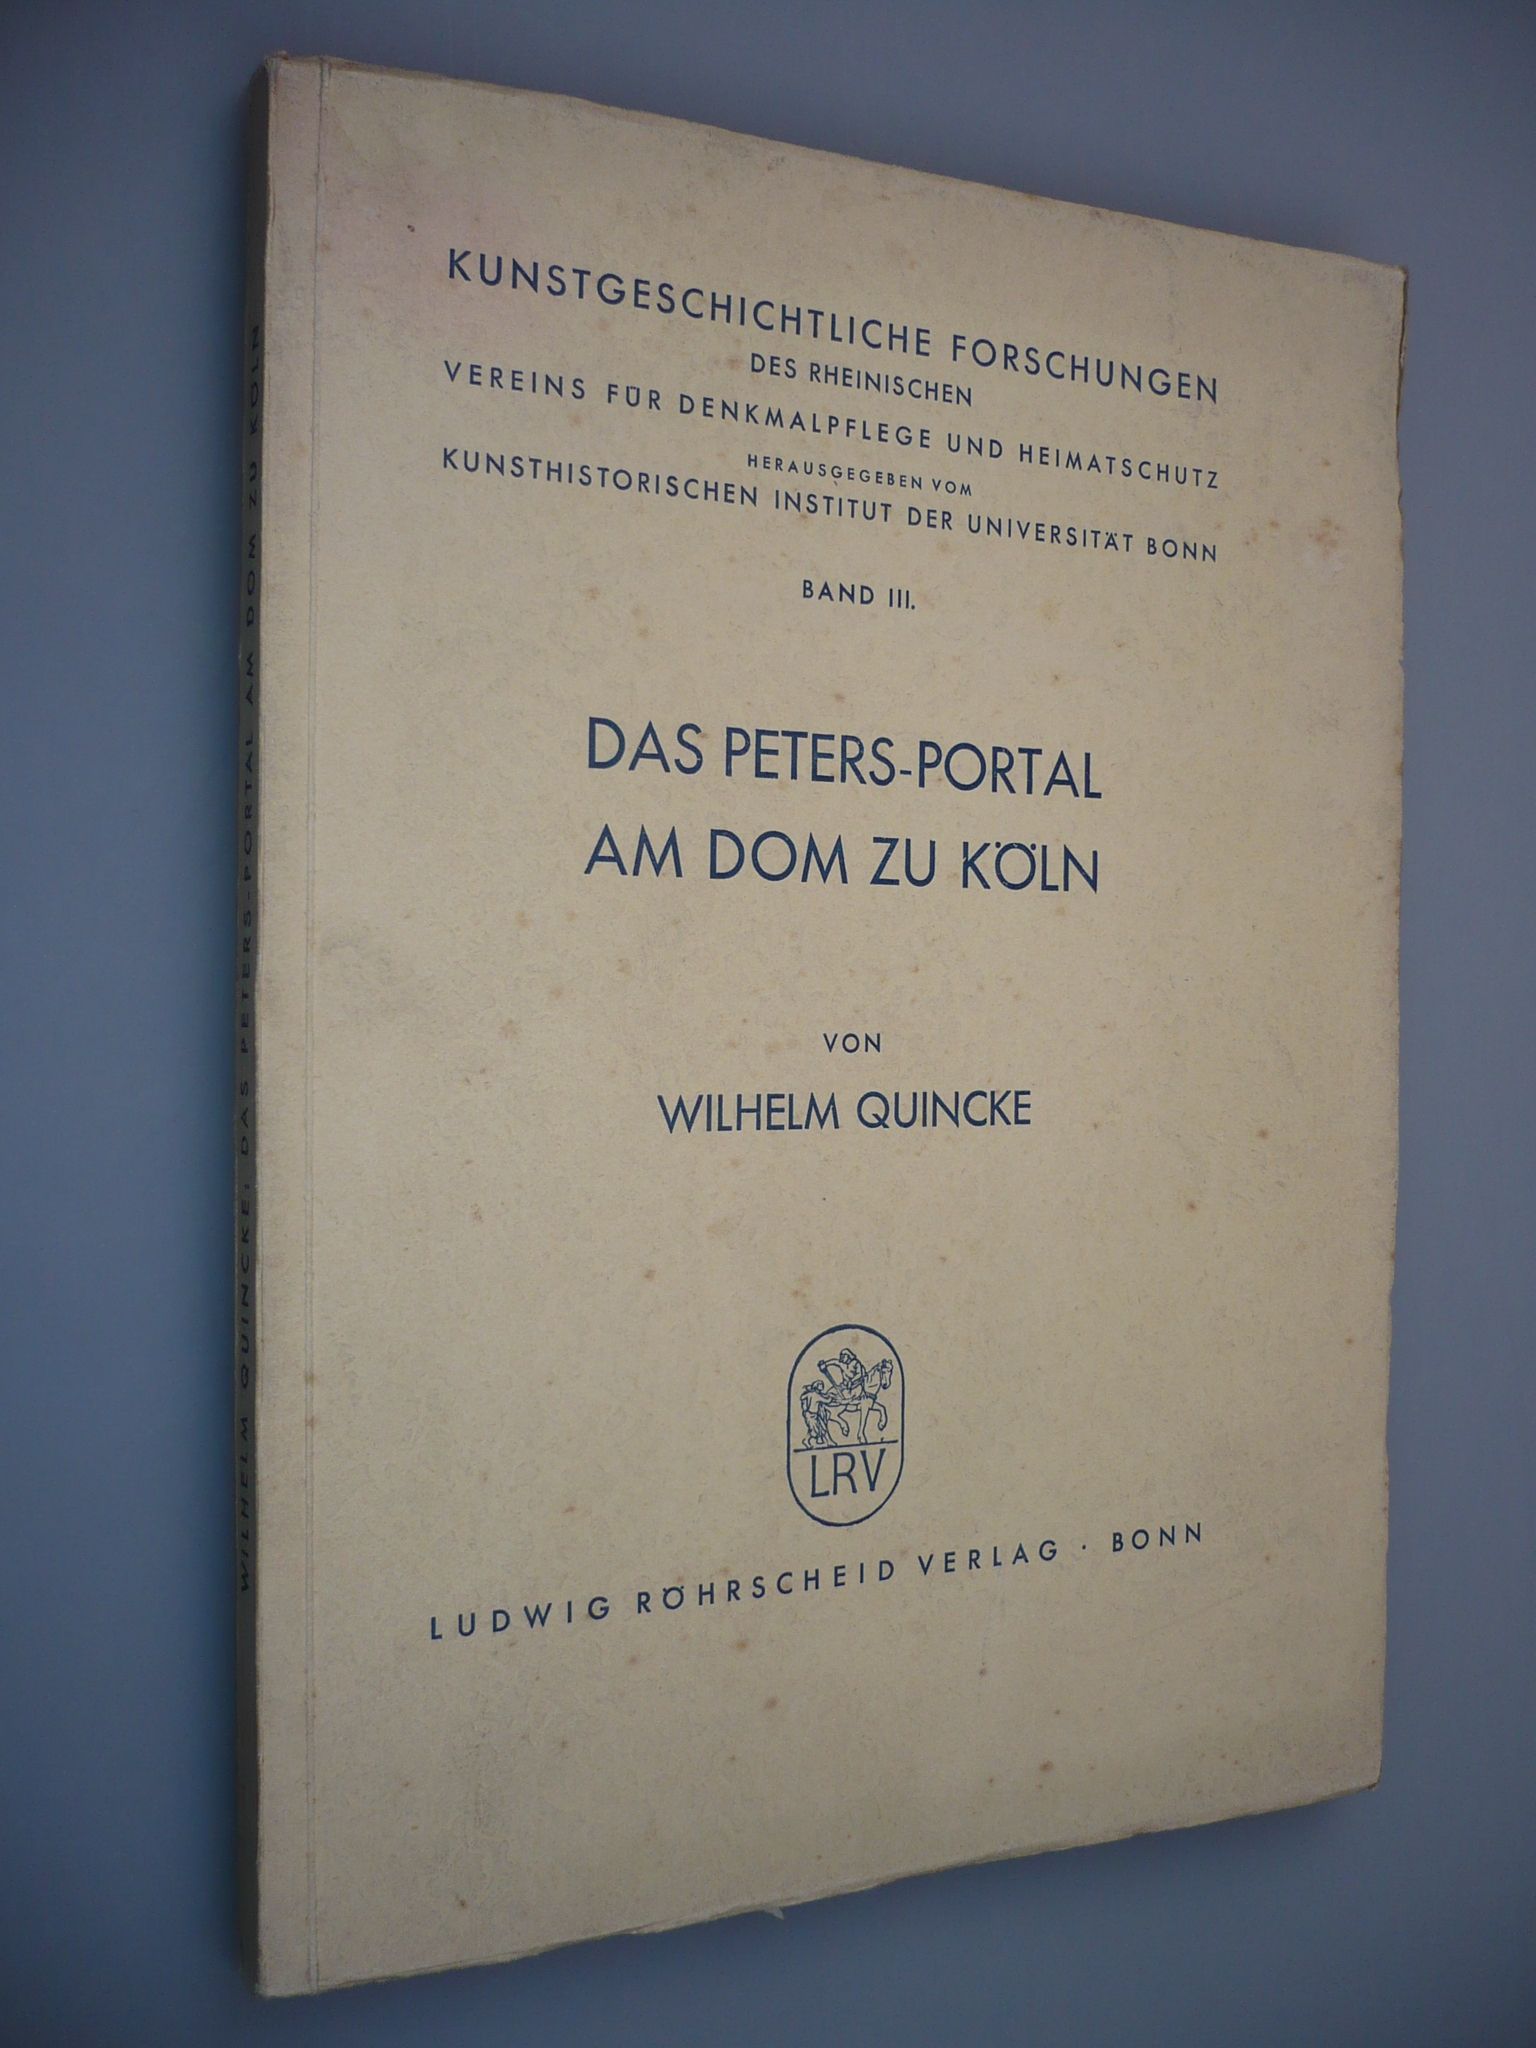 KUNSTGESCHICHTLICHE FORSCHUNGEN
DES RHEINISCHEN
VEREINS FÜR DENKMALPFLEGE UND HEIMATSCHUTZ
HERAUSGEGEBEN VOM
KUNSTHISTORISCHEN INSTITUT DER UNIVERSITÄT BONN
BAND III.
DAS PETERS-PORTAL
AM DOM ZU KÖLN
VON
WILHELM QUINCKE
LRV
LUDWIG RÖHRSCHEID VERLAG · BONN
WILHELM QUINCKE: DAS PETERS-PORTAL AM DOM ZU KÖLN